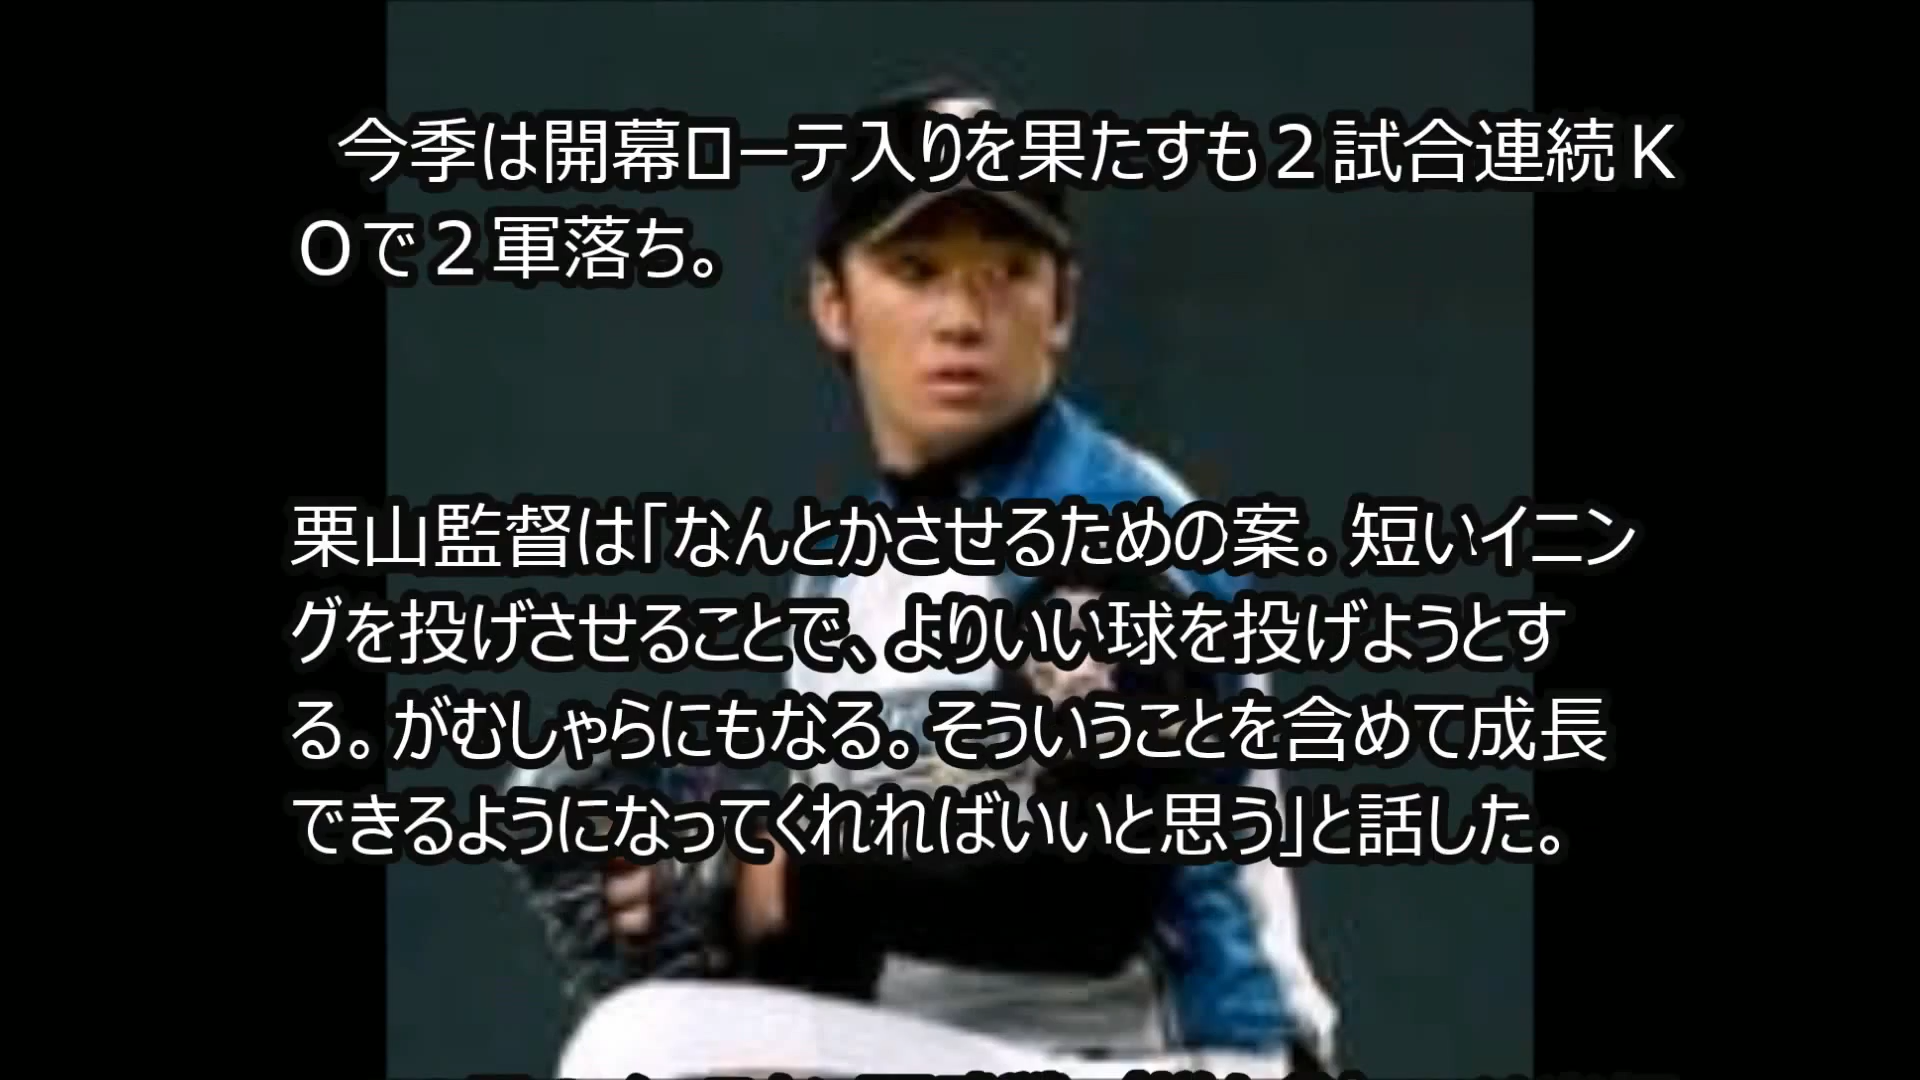 今季は開幕ローテ入りを果たすも２試合連続Ｋ
Ｏで２軍落ち。
栗山監督は「なんとかさせるための案。短いイニン
グを投げさせることで、よりいい球を投げようとす
る。がむしゃらにもなる。そういうことを含めて成長
できるようになってくれればいいと思う」と話した。